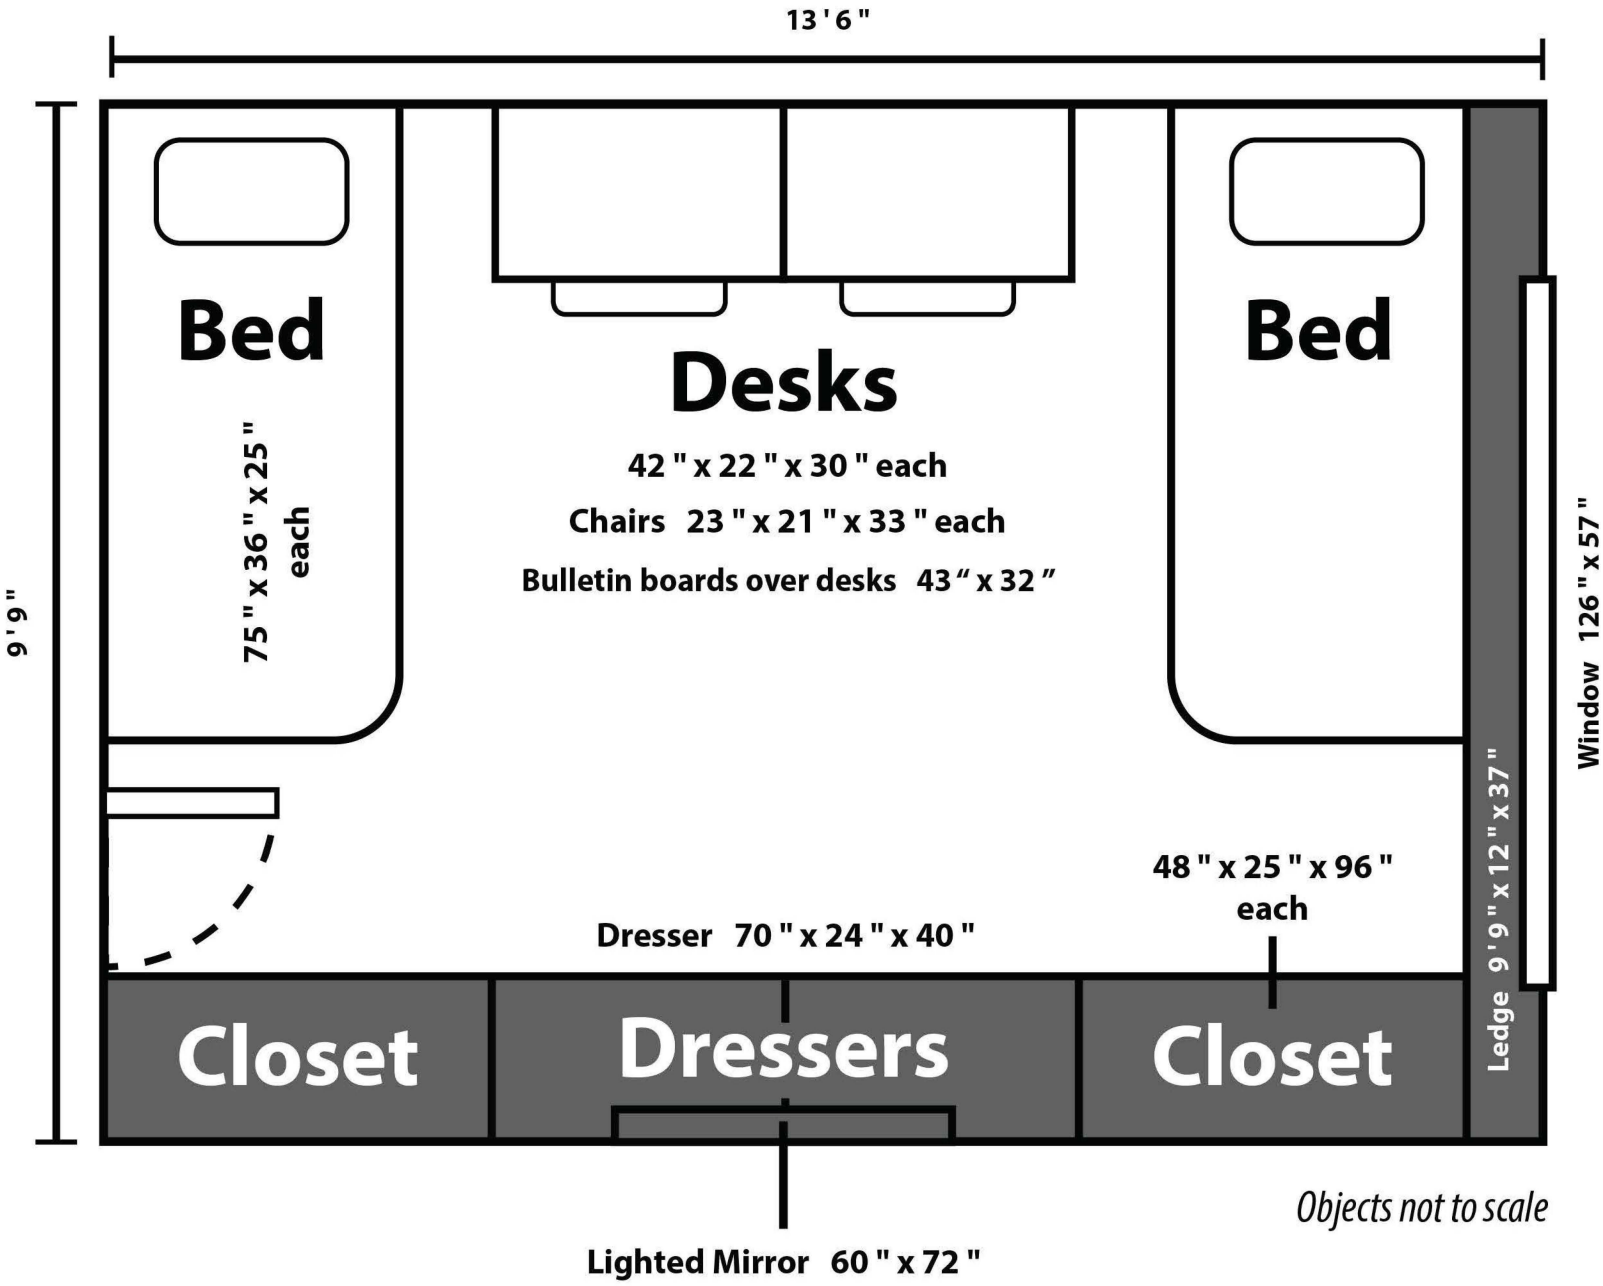 13 ' 6 "
Bed
Bed
Desks
42 " x 22 " x 30 " each
Chairs 23 " x 21 " x 33 " each
Bulletin boards over desks 43 “ x 32 ”
75 " x 36 " x 25 "
each
9 ' 9 "
Window 126 " x 57 "
Ledge 9 ' 9 " x 12 " x 37 "
48 " x 25 " x 96 "
each
Dresser 70 " x 24 " x 40 "
Closet
Dressers
Closet
Objects not to scale
Lighted Mirror 60 " x 72 "